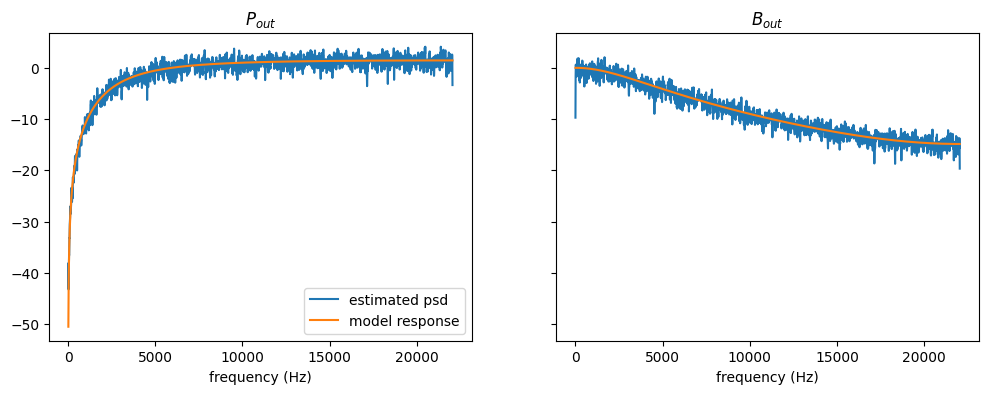 P_out
0
−10
−20
−30
−40
−50
0 5000 10000 15000 20000
frequency (Hz)
estimated psd
model response
B_out
0 5000 10000 15000 20000
frequency (Hz)